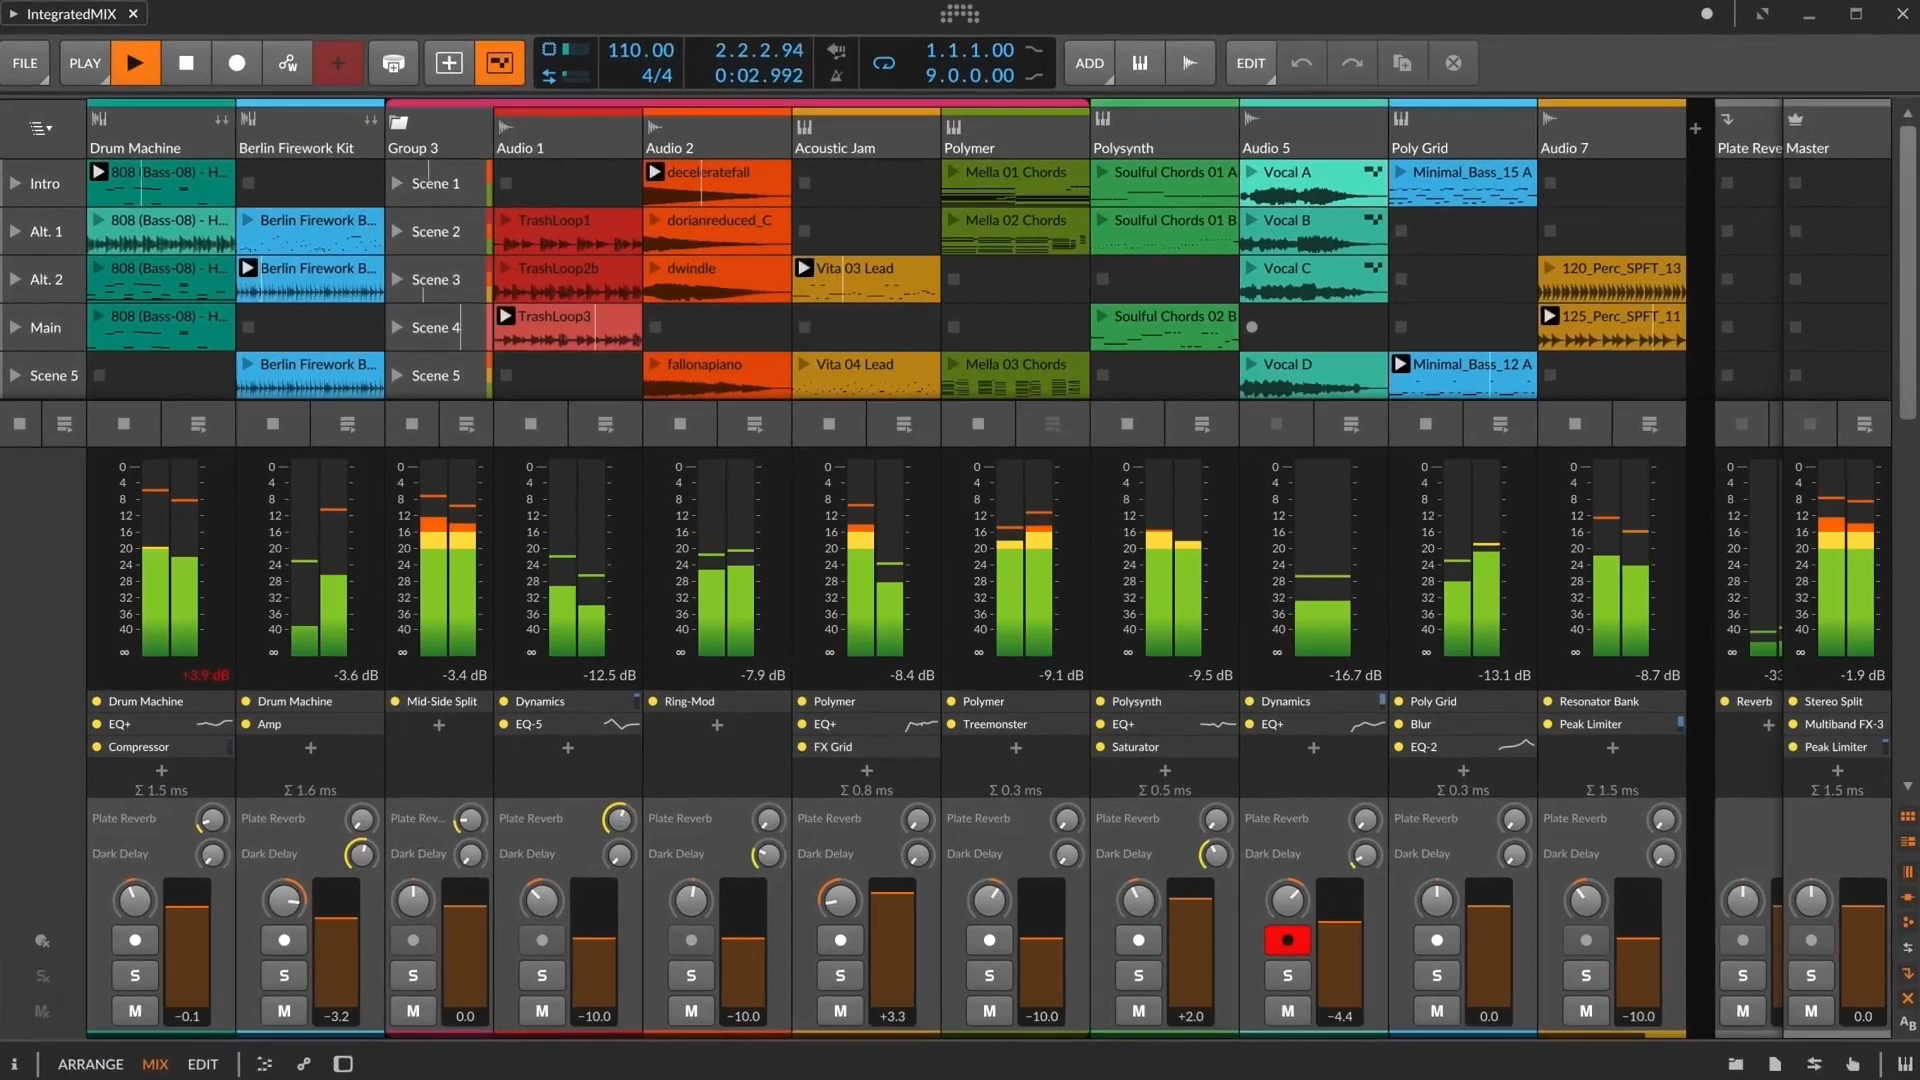 IntegratedMIX
FILE PLAY 110.00 4/4 2.2.2.94 0:02.992 1.1.1.00 9.0.0.00 ADD EDIT
Drum Machine Berlin Firework Kit Group 3 Audio 1 Audio 2 Acoustic Jam Polymer Polysynth Audio 5 Poly Grid Audio 7 Plate Reve Master
Intro 808 (Bass-08) - H... Scene 1 deceleratefall Mella 01 Chords Soulful Chords 01 A Vocal A Minimal_Bass_15 A
Alt. 1 808 (Bass-08) - H... Berlin Firework B... Scene 2 TrashLoop1 dorianreduced_C Mella 02 Chords Soulful Chords 01 B Vocal B
Alt. 2 808 (Bass-08) - H... Berlin Firework B... Scene 3 TrashLoop2b dwindle Vita 03 Lead Vocal C 120_Perc_SPFT_13
Main 808 (Bass-08) - H... Scene 4 TrashLoop3 Soulful Chords 02 B 125_Perc_SPFT_11
Scene 5 Berlin Firework B... Scene 5 fallonapiano Vita 04 Lead Mella 03 Chords Vocal D Minimal_Bass_12 A
0 0 0 0 0 0 0 0 0 0 0 0 0
4 4 4 4 4 4 4 4 4 4 4 4 4
8 8 8 8 8 8 8 8 8 8 8 8 8
12 12 12 12 12 12 12 12 12 12 12 12 12
16 16 16 16 16 16 16 16 16 16 16 16 16
20 20 20 20 20 20 20 20 20 20 20 20 20
24 24 24 24 24 24 24 24 24 24 24 24 24
28 28 28 28 28 28 28 28 28 28 28 28 28
32 32 32 32 32 32 32 32 32 32 32 32 32
36 36 36 36 36 36 36 36 36 36 36 36 36
40 40 40 40 40 40 40 40 40 40 40 40 40
∞ ∞ ∞ ∞ ∞ ∞ ∞ ∞ ∞ ∞ ∞ ∞ ∞
+3.9 dB -3.6 dB -3.4 dB -12.5 dB -7.9 dB -8.4 dB -9.1 dB -9.5 dB -16.7 dB -13.1 dB -8.7 dB -33 -1.9 dB
Drum Machine Drum Machine Mid-Side Split Dynamics Ring-Mod Polymer Polymer Polysynth Dynamics Poly Grid Resonator Bank Reverb Stereo Split
EQ+ Amp EQ-5 EQ+ Treemonster EQ+ EQ+ Blur Peak Limiter Multiband FX-3
Compressor FX Grid Saturator EQ-2 Peak Limiter
Σ 1.5 ms Σ 1.6 ms Σ 0.8 ms Σ 0.3 ms Σ 0.5 ms Σ 0.3 ms Σ 1.5 ms Σ 1.5 ms
Plate Reverb Plate Reverb Plate Rev... Plate Reverb Plate Reverb Plate Reverb Plate Reverb Plate Reverb Plate Reverb Plate Reverb Plate Reverb
Dark Delay Dark Delay Dark Delay Dark Delay Dark Delay Dark Delay Dark Delay Dark Delay Dark Delay Dark Delay Dark Delay
S S S S S S S S S S S S S
M M M M M M M M M M M M M
-0.1 -3.2 0.0 -10.0 -10.0 +3.3 -10.0 +2.0 -4.4 0.0 -10.0 0.0
ARRANGE MIX EDIT